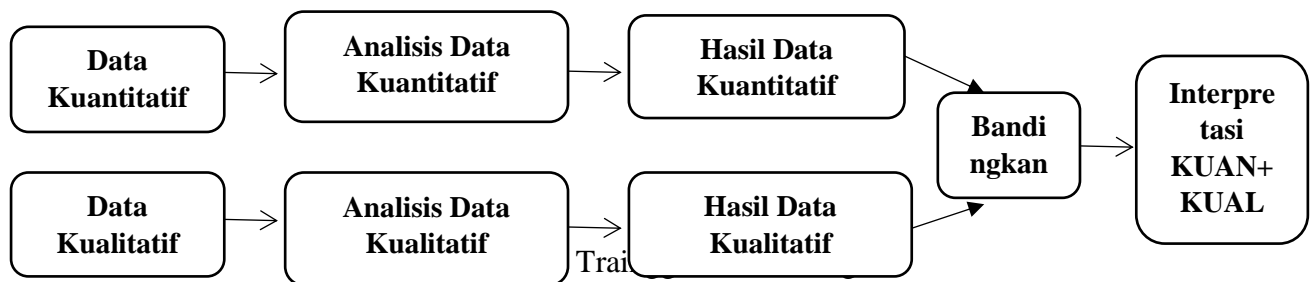 Data
Kuantitatif
Analisis Data
Kuantitatif
Hasil Data
Kuantitatif
Bandi
ngkan
Interpre
tasi
KUAN+
KUAL
Data
Kualitatif
Analisis Data
Kualitatif
Hasil Data
Kualitatif